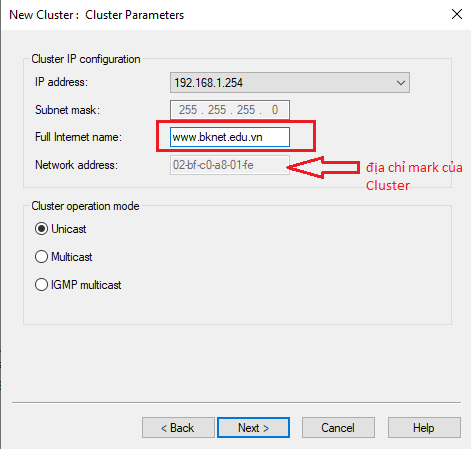 New Cluster : Cluster Parameters
Cluster IP configuration
IP address: 192.168.1.254
Subnet mask: 255 . 255 . 255 . 0
Full Internet name: www.bknet.edu.vn
Network address: 02-bf-c0-a8-01-fe
địa chỉ mark của
Cluster
Cluster operation mode
Unicast
Multicast
IGMP multicast
< Back Next > Cancel Help